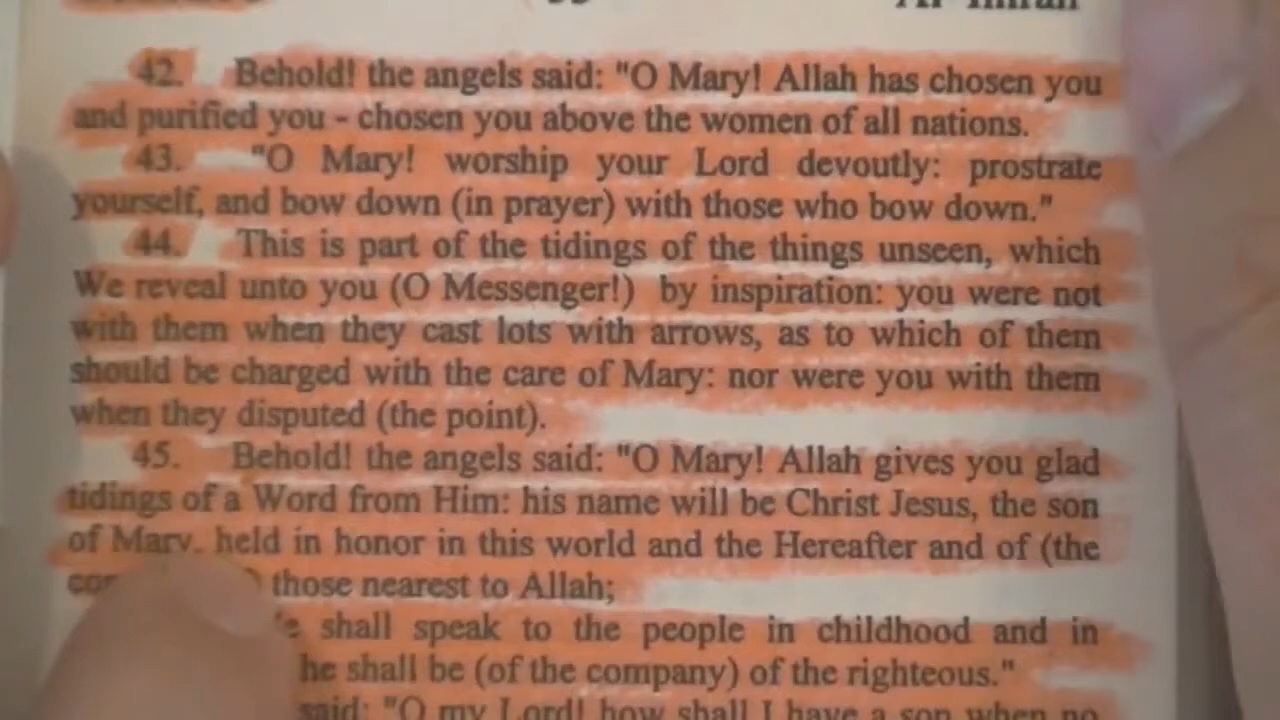 42. Behold! the angels said: "O Mary! Allah has chosen you
and purified you - chosen you above the women of all nations.
43. "O Mary! worship your Lord devoutly: prostrate
yourself, and bow down (in prayer) with those who bow down."
44. This is part of the tidings of the things unseen, which
We reveal unto you (O Messenger!) by inspiration: you were not
with them when they cast lots with arrows, as to which of them
should be charged with the care of Mary: nor were you with them
when they disputed (the point).
45. Behold! the angels said: "O Mary! Allah gives you glad
tidings of a Word from Him: his name will be Christ Jesus, the son
of Mary, held in honor in this world and the Hereafter and of (the
those nearest to Allah;
shall speak to the people in childhood and in
he shall be (of the company) of the righteous."
said: "O my Lord! how shall I have a son when no